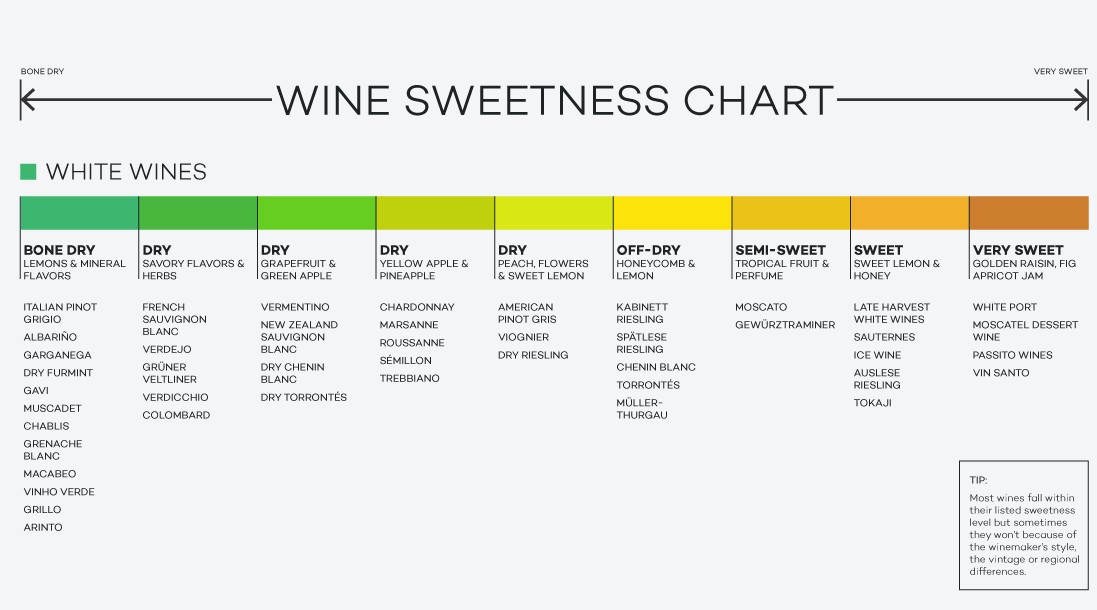 BONE DRY
VERY SWEET
WINE SWEETNESS CHART
WHITE WINES
BONE DRY
LEMONS & MINERAL
FLAVORS
ITALIAN PINOT
GRIGIO
ALBARIÑO
GARGANEGA
DRY FURMINT
GAVI
MUSCADET
CHABLIS
GRENACHE
BLANC
MACABEO
VINHO VERDE
GRILLO
ARINTO
DRY
SAVORY FLAVORS &
HERBS
FRENCH
SAUVIGNON
BLANC
VERDEJO
GRÜNER
VELTLINER
VERDICCHIO
COLOMBARD
DRY
GRAPEFRUIT &
GREEN APPLE
VERMENTINO
NEW ZEALAND
SAUVIGNON
BLANC
DRY CHENIN
BLANC
DRY TORRONTÉS
DRY
YELLOW APPLE &
PINEAPPLE
CHARDONNAY
MARSANNE
ROUSSANNE
SÉMILLON
TREBBIANO
DRY
PEACH, FLOWERS
& SWEET LEMON
AMERICAN
PINOT GRIS
VIOGNIER
DRY RIESLING
OFF-DRY
HONEYCOMB &
LEMON
KABINETT
RIESLING
SPÄTLESE
RIESLING
CHENIN BLANC
TORRONTÉS
MÜLLER-
THURGAU
SEMI-SWEET
TROPICAL FRUIT &
PERFUME
MOSCATO
GEWÜRZTRAMINER
SWEET
SWEET LEMON &
HONEY
LATE HARVEST
WHITE WINES
SAUTERNES
ICE WINE
AUSLESE
RIESLING
TOKAJI
VERY SWEET
GOLDEN RAISIN, FIG
APRICOT JAM
WHITE PORT
MOSCATEL DESSERT
WINE
PASSITO WINES
VIN SANTO
TIP:
Most wines fall within
their listed sweetness
level but sometimes
they won't because of
the winemaker's style,
the vintage or regional
differences.